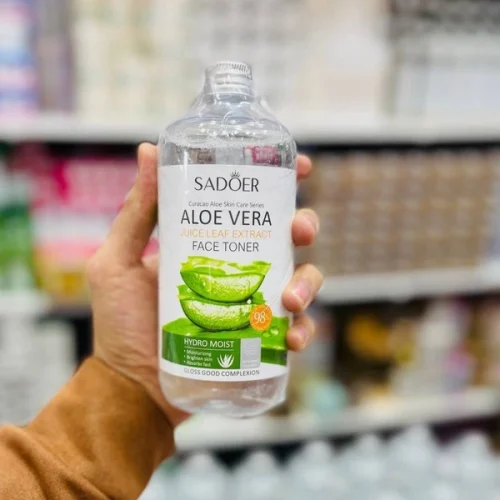 SADOER
Curacao Aloe Skin Care Series
ALOE VERA
JUICE LEAF EXTRACT
FACE TONER
98
HYDRO MOIST
• Moisturizing
• Brighten skin
GLOSS GOOD COMPLEXION